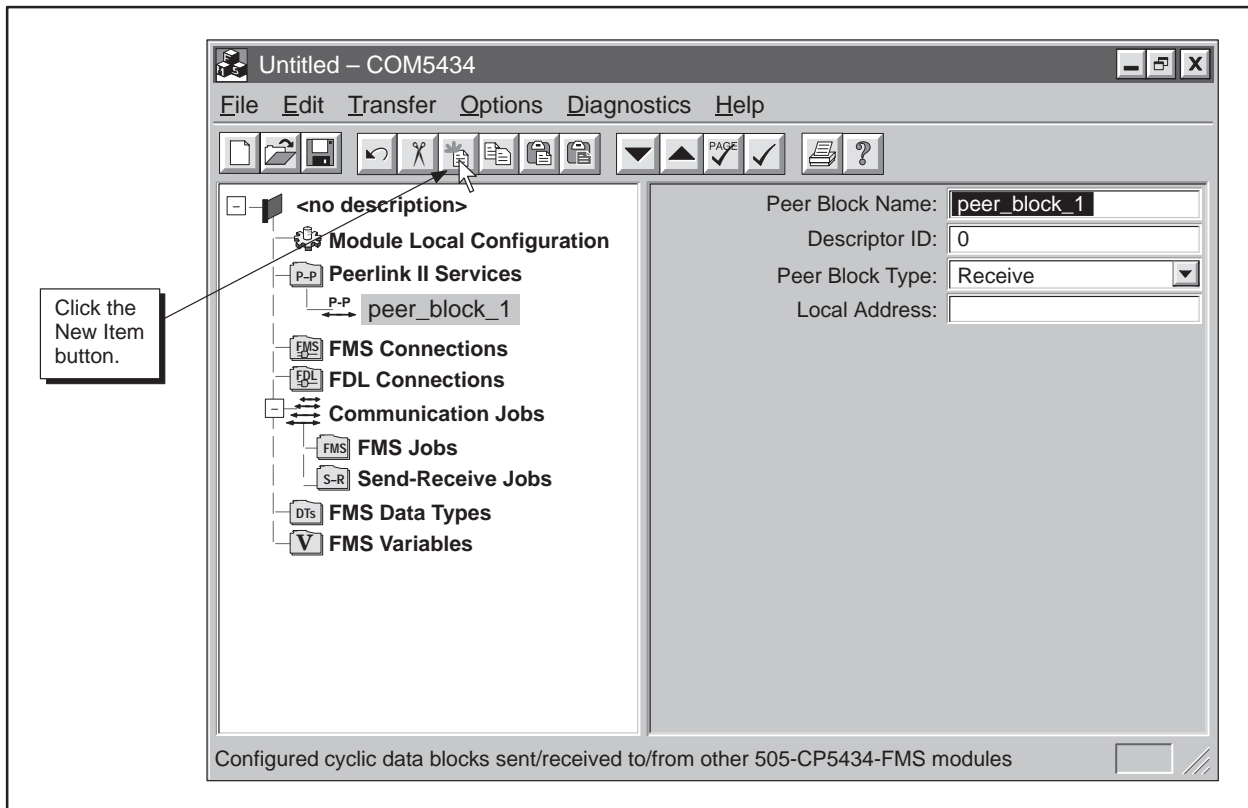 Untitled – COM5434
File Edit Transfer Options Diagnostics Help
PAGE
?
<no description>
Module Local Configuration
P–P Peerlink II Services
P-P peer_block_1
FMS FMS Connections
FDL FDL Connections
Communication Jobs
FMS FMS Jobs
S–R Send-Receive Jobs
DTs FMS Data Types
V FMS Variables
Peer Block Name: peer_block_1
Descriptor ID: 0
Peer Block Type: Receive
Local Address:
Click the
New Item
button.
Configured cyclic data blocks sent/received to/from other 505-CP5434-FMS modules